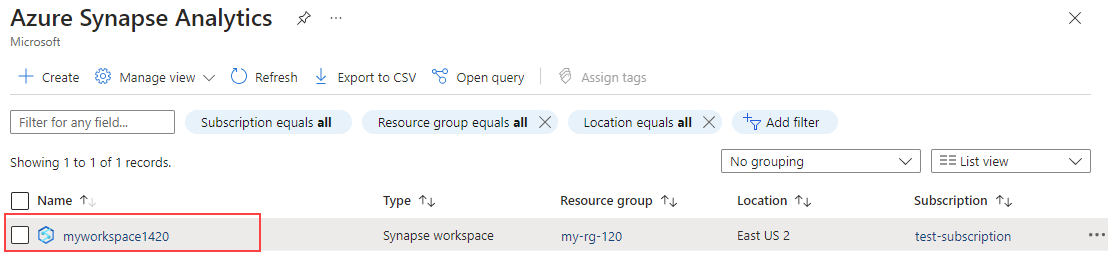 Azure Synapse Analytics
Microsoft
Create Manage view Refresh Export to CSV Open query Assign tags
Filter for any field... Subscription equals all Resource group equals all Location equals all Add filter
Showing 1 to 1 of 1 records. No grouping List view
Name Type Resource group Location Subscription
myworkspace1420 Synapse workspace my-rg-120 East US 2 test-subscription